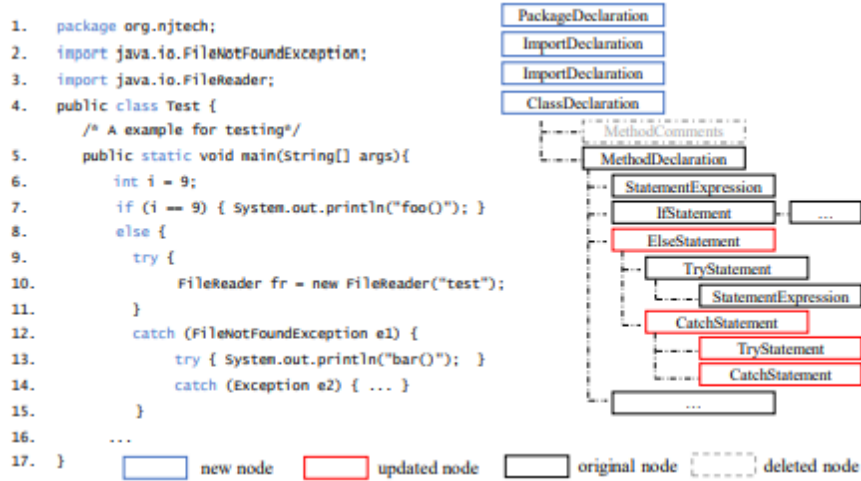 1. package org.njtech;
2. import java.io.FileNotFoundException;
3. import java.io.FileReader;
4. public class Test {
/* A example for testing*/
5. public static void main(String[] args){
6. int i = 9;
7. if (i == 9) { System.out.println("foo()"); }
8. else {
9. try {
10. FileReader fr = new FileReader("test");
11. }
12. catch (FileNotFoundException e1) {
13. try { System.out.println("bar()"); }
14. catch (Exception e2) { ... }
15. }
16. ...
17. }
PackageDeclaration
ImportDeclaration
ImportDeclaration
ClassDeclaration
MethodComments
MethodDeclaration
StatementExpression
IfStatement ...
ElseStatement
TryStatement
StatementExpression
CatchStatement
TryStatement
CatchStatement
...
new node updated node original node deleted node